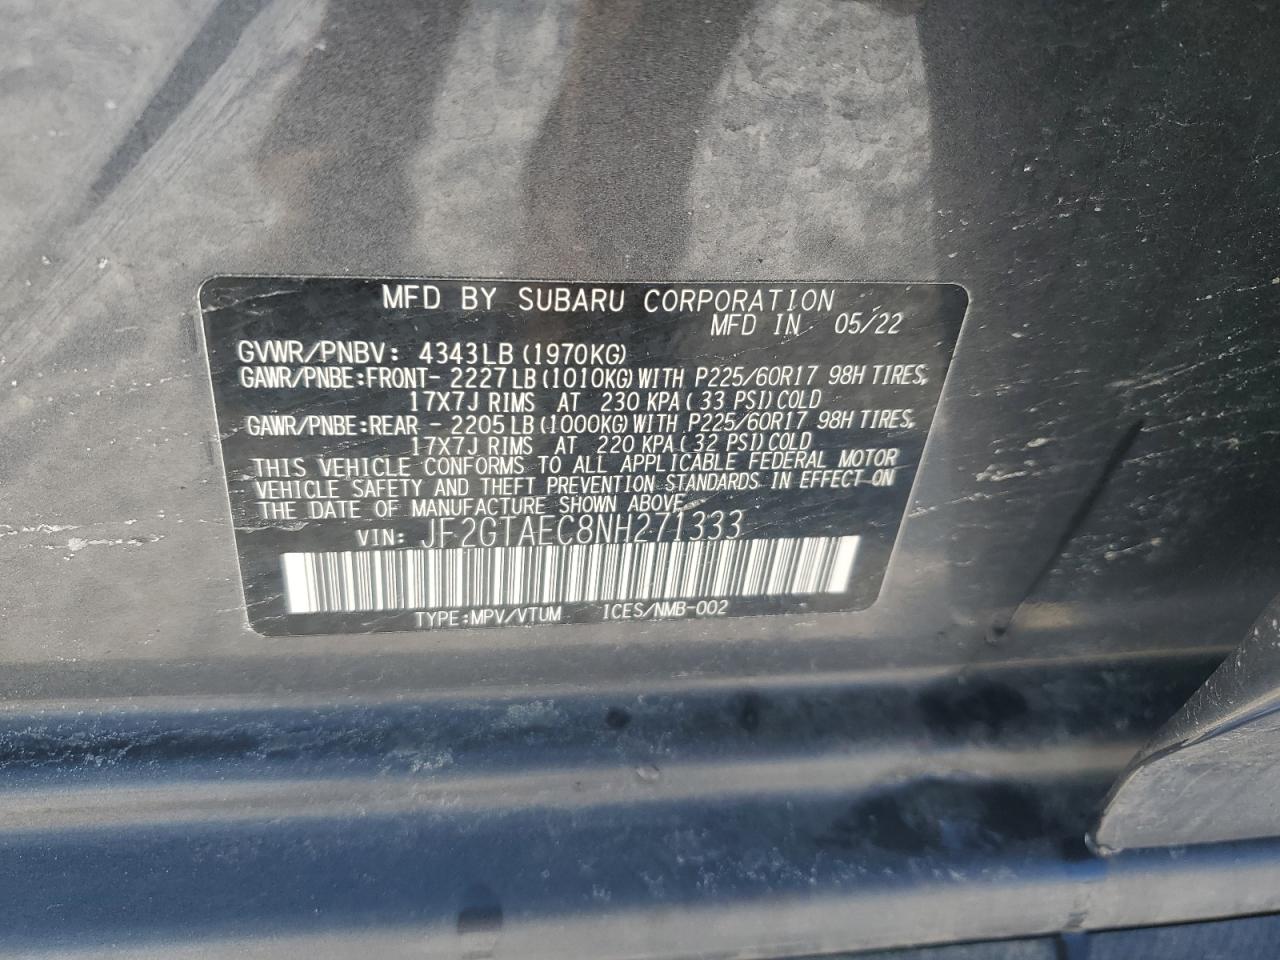 MFD BY SUBARU CORPORATION
MFD IN 05/22
GVWR/PNBV: 4343LB(1970KG)
GAWR/PNBE:FRONT- 2227LB(1010KG)WITH P225/60R17 98H TIRES,
17X7J RIMS AT 230 KPA(33 PSI)COLD
GAWR/PNBE:REAR - 2205LB(1000KG)WITH P225/60R17 98H TIRES,
17X7J RIMS AT 220 KPA(32 PSI)COLD
THIS VEHICLE CONFORMS TO ALL APPLICABLE FEDERAL MOTOR
VEHICLE SAFETY AND THEFT PREVENTION STANDARDS IN EFFECT ON
THE DATE OF MANUFACTURE SHOWN ABOVE.
VIN: JF2GTAEC8NH271333
TYPE:MPV/VTUM ICES/NMB-002